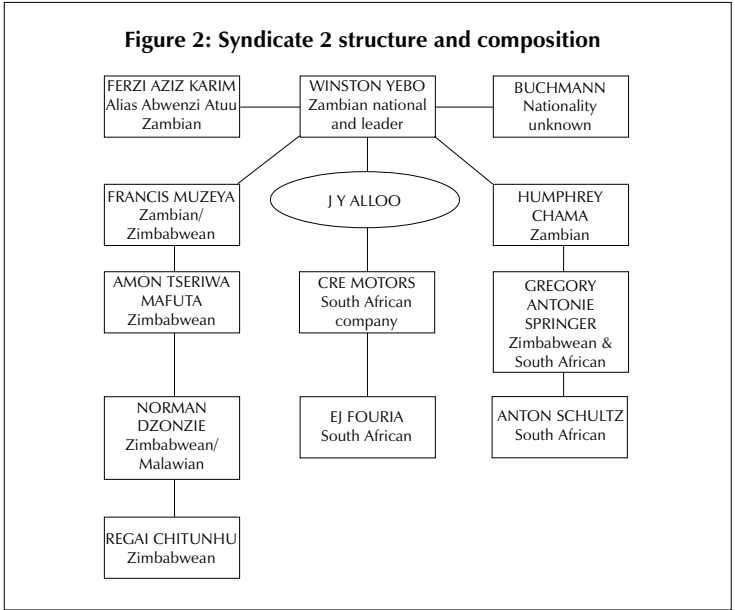 Figure 2: Syndicate 2 structure and composition
FERZI AZIZ KARIM
Alias Abwenzi Atuu
Zambian
WINSTON YEBO
Zambian national
and leader
BUCHMANN
Nationality
unknown
FRANCIS MUZEYA
Zambian/
Zimbabwean
J Y ALLOO
HUMPHREY
CHAMA
Zambian
AMON TSERIWA
MAFUTA
Zimbabwean
CRE MOTORS
South African
company
GREGORY
ANTONIE
SPRINGER
Zimbabwean &
South African
NORMAN
DZONZIE
Zimbabwean/
Malawian
EJ FOURIA
South African
ANTON SCHULTZ
South African
REGAI CHITUNHU
Zimbabwean